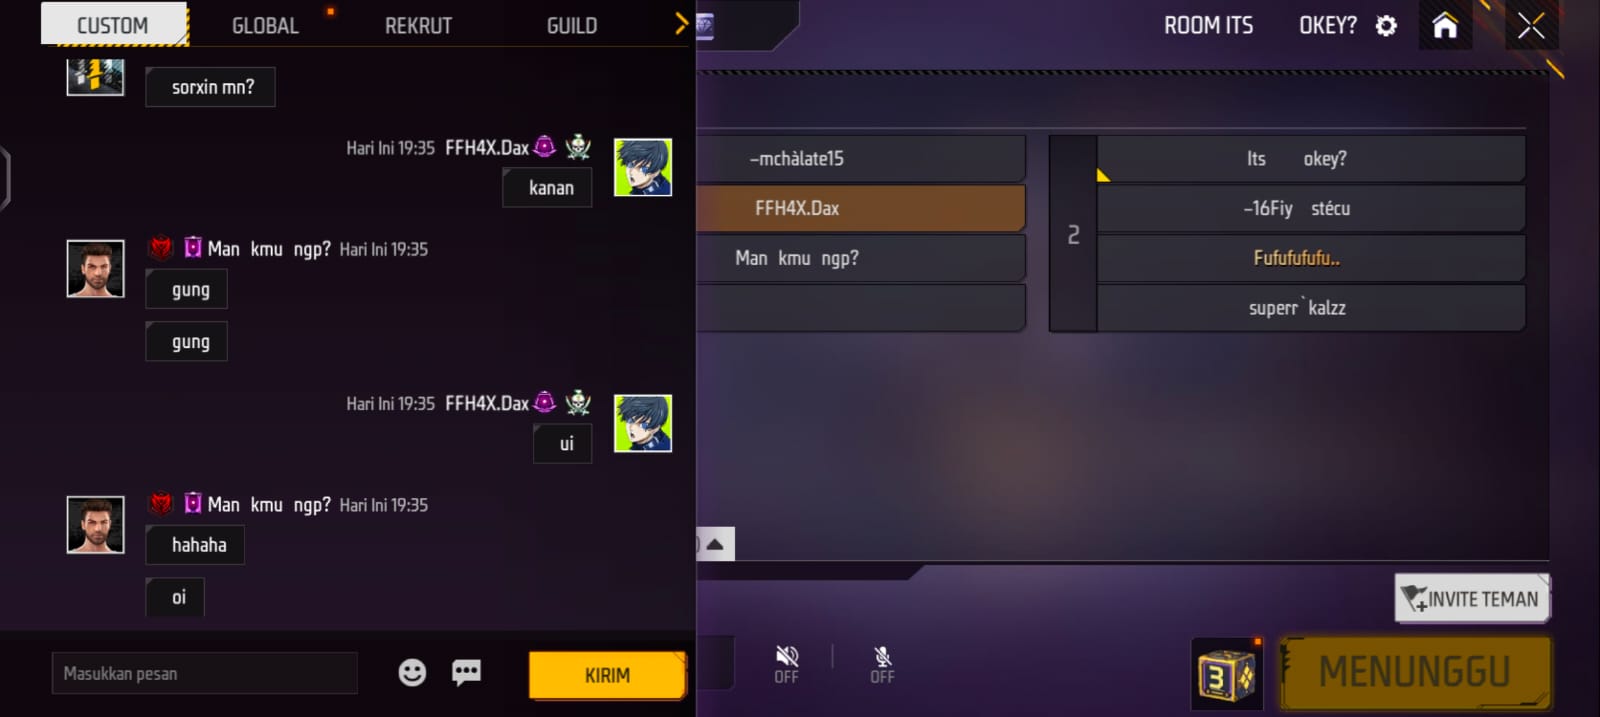 CUSTOM GLOBAL REKRUT GUILD
ROOM ITS OKEY?
sorxin mn?
Hari Ini 19:35 FFH4X.Dax
kanan
Man kmu ngp? Hari Ini 19:35
gung
gung
Hari Ini 19:35 FFH4X.Dax
ui
Man kmu ngp? Hari Ini 19:35
hahaha
oi
Masukkan pesan
KIRIM
-mchàlate15
FFH4X.Dax
Man kmu ngp?
2
Its okey?
-16Fiy stécu
Fufufufufu..
superr`kalzz
INVITE TEMAN
OFF
OFF
3
MENUNGGU